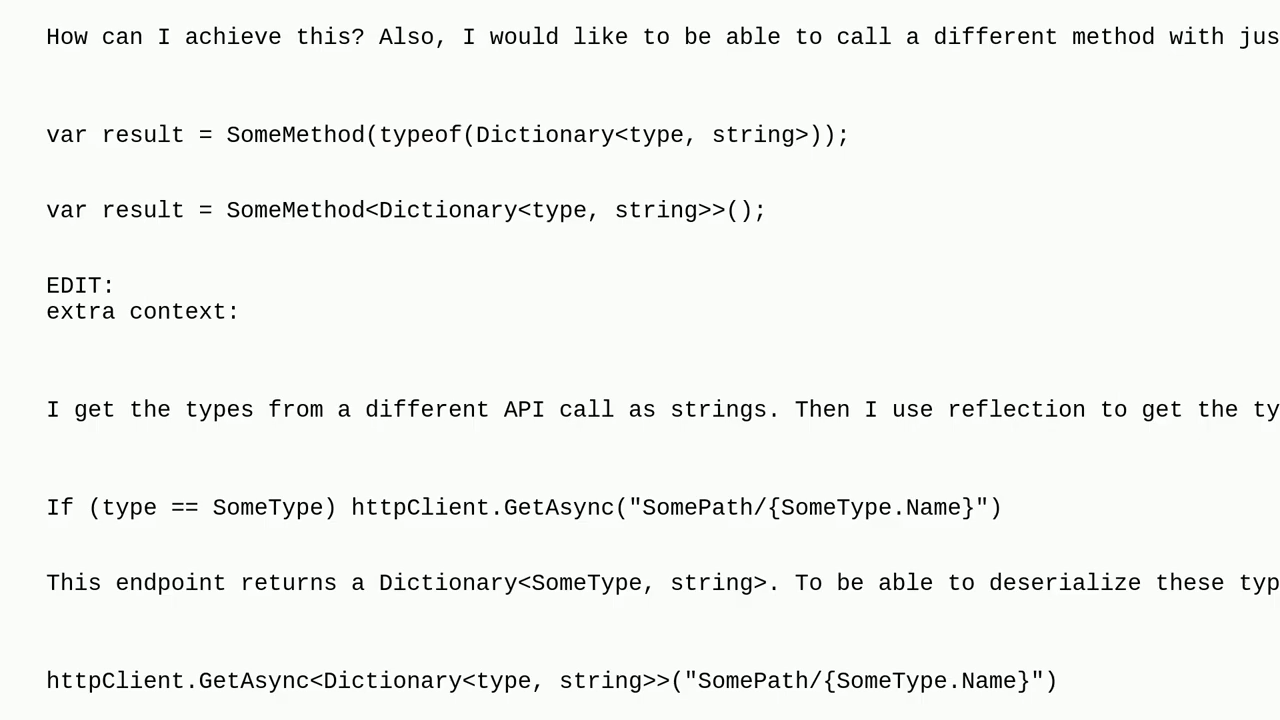 How can I achieve this? Also, I would like to be able to call a different method with
var result = SomeMethod(typeof(Dictionary<type, string>));
var result = SomeMethod<Dictionary<type, string>>();
EDIT:
extra context:
I get the types from a different API call as strings. Then I use reflection to get the
If (type == SomeType) httpClient.GetAsync("SomePath/{SomeType.Name}")
This endpoint returns a Dictionary<SomeType, string>. To be able to deserialize these
httpClient.GetAsync<Dictionary<type, string>>("SomePath/{SomeType.Name}")